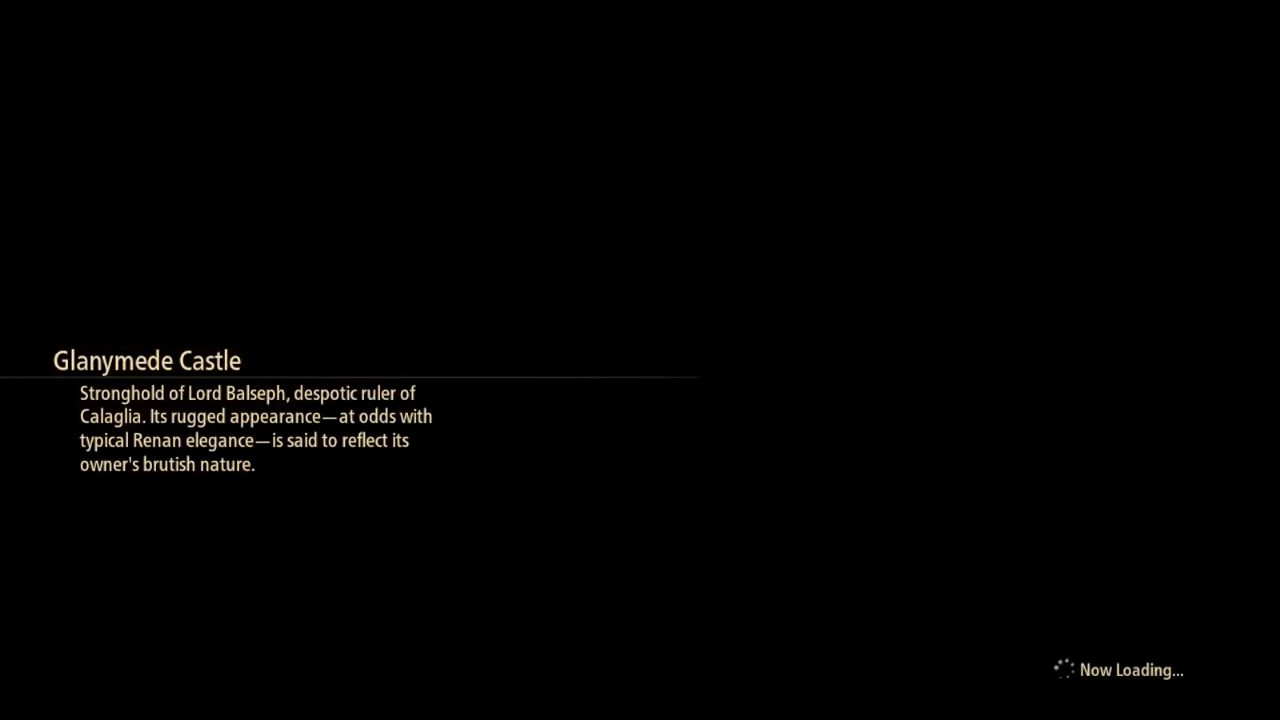 Glanymede Castle
Stronghold of Lord Balseph, despotic ruler of
Calaglia. Its rugged appearance—at odds with
typical Renan elegance—is said to reflect its
owner's brutish nature.
Now Loading...